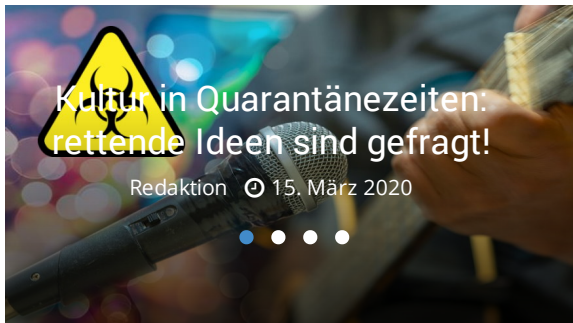 Kultur in Quarantänezeiten:
rettende Ideen sind gefragt!
Redaktion 15. März 2020